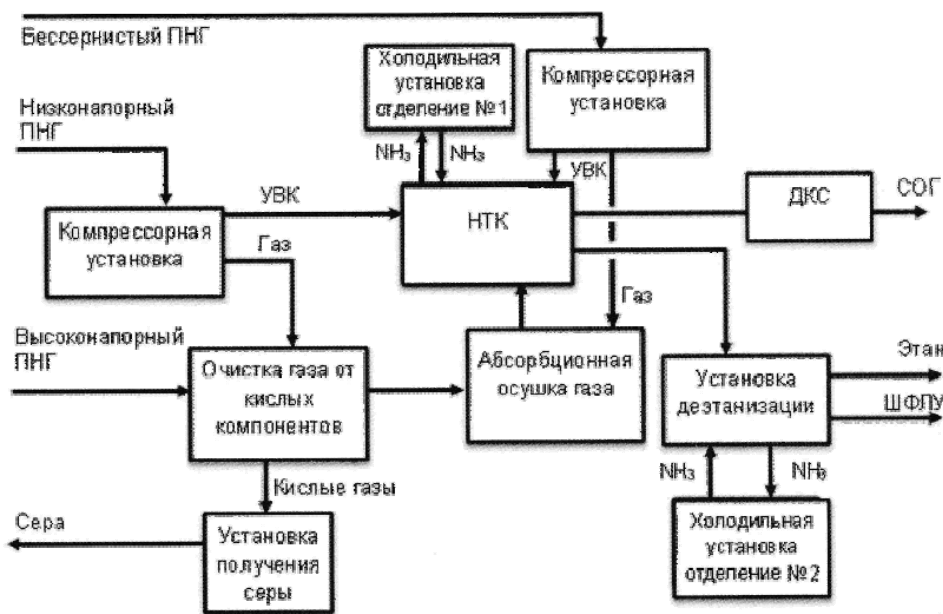 Бессернистый ПНГ
Холодильная
установка
отделение №1
Компрессорная
установка
Низконапорный
ПНГ
NH₃
NH₃
УВК
УВК
НТК
ДКС
СОГ
Компрессорная
установка
Газ
Газ
Высоконапорный
ПНГ
Очистка газа от
кислых
компонентов
Абсорбционная
осушка газа
Установка
деэтанизации
Этан
ШФЛУ
NH₃
NH₃
Кислые газы
Сера
Установка
получения
серы
Холодильная
установка
отделение №2